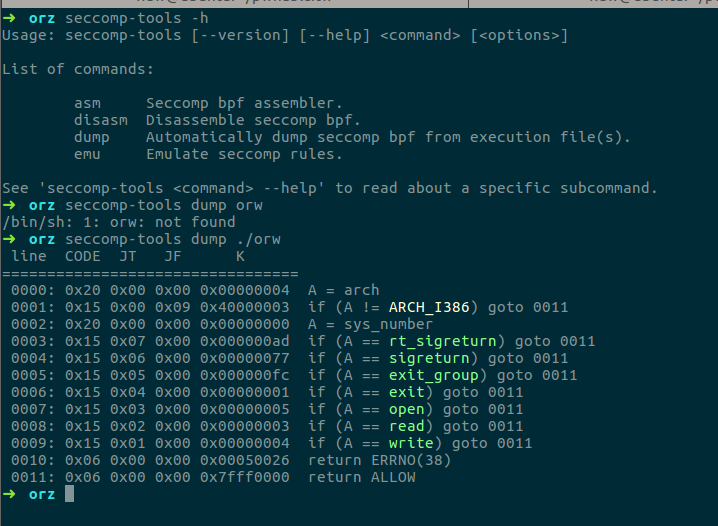 ➜  orz seccomp-tools -h
Usage: seccomp-tools [--version] [--help] <command> [<options>]

List of commands:

        asm     Seccomp bpf assembler.
        disasm  Disassemble seccomp bpf.
        dump    Automatically dump seccomp bpf from execution file(s).
        emu     Emulate seccomp rules.

See 'seccomp-tools <command> --help' to read about a specific subcommand.
➜  orz seccomp-tools dump orw
/bin/sh: 1: orw: not found
➜  orz seccomp-tools dump ./orw
 line  CODE  JT   JF      K
=================================
 0000: 0x20 0x00 0x00 0x00000004  A = arch
 0001: 0x15 0x00 0x09 0x40000003  if (A != ARCH_I386) goto 0011
 0002: 0x20 0x00 0x00 0x00000000  A = sys_number
 0003: 0x15 0x07 0x00 0x000000ad  if (A == rt_sigreturn) goto 0011
 0004: 0x15 0x06 0x00 0x00000077  if (A == sigreturn) goto 0011
 0005: 0x15 0x05 0x00 0x000000fc  if (A == exit_group) goto 0011
 0006: 0x15 0x04 0x00 0x00000001  if (A == exit) goto 0011
 0007: 0x15 0x03 0x00 0x00000005  if (A == open) goto 0011
 0008: 0x15 0x02 0x00 0x00000003  if (A == read) goto 0011
 0009: 0x15 0x01 0x00 0x00000004  if (A == write) goto 0011
 0010: 0x06 0x00 0x00 0x00050026  return ERRNO(38)
 0011: 0x06 0x00 0x00 0x7fff0000  return ALLOW
➜  orz